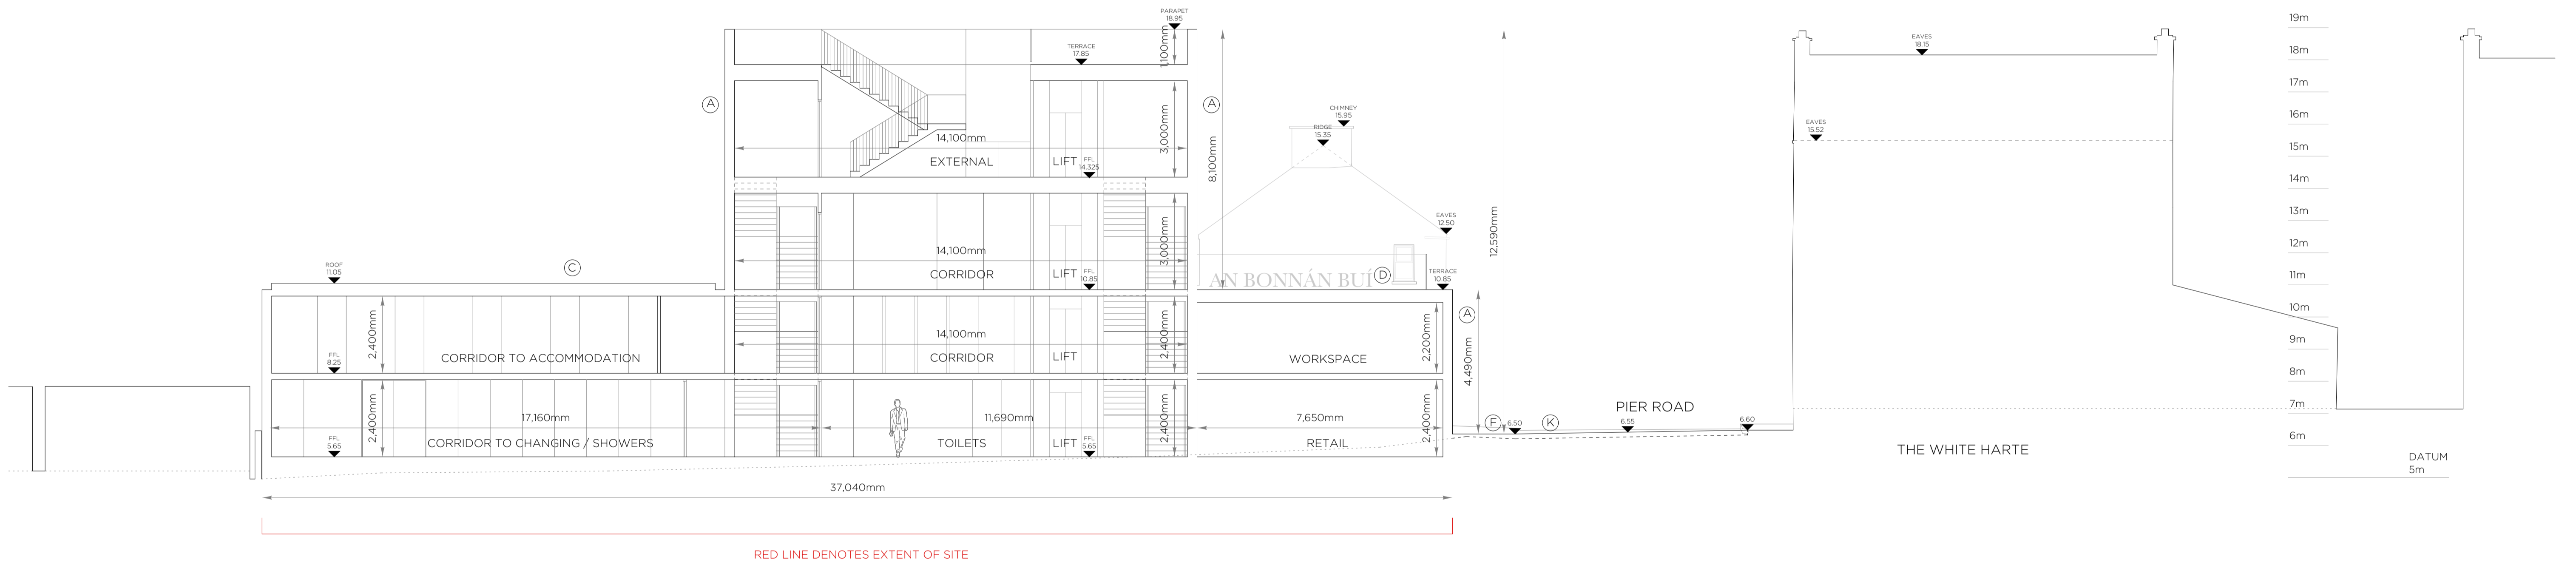 PARAPET
18.95
19m
EAVES
18.15
TERRACE
17.85
18m
1,100mm
17m
A
A
CHIMNEY
15.95
16m
RIDGE
15.35
EAVES
15.52
3,000mm
14,100mm
8,100mm
15m
EXTERNAL
LIFT
FFL
14.325
14m
13m
EAVES
12.50
12,590mm
3,000mm
12m
14,100mm
CORRIDOR
LIFT
FFL
10.85
AN BONNÁN BUÍ
D
TERRACE
10.85
11m
ROOF
11.05
C
10m
A
2,400mm
14,100mm
2,400mm
2,200mm
4,490mm
9m
FFL
8.25
CORRIDOR TO ACCOMMODATION
CORRIDOR
LIFT
WORKSPACE
8m
7m
PIER ROAD
2,400mm
17,160mm
11,690mm
2,400mm
7,650mm
2,400mm
F
6.50
K
6.55
6.60
6m
FFL
5.65
CORRIDOR TO CHANGING / SHOWERS
TOILETS
LIFT
FFL
5.65
RETAIL
THE WHITE HARTE
DATUM
5m
37,040mm
RED LINE DENOTES EXTENT OF SITE